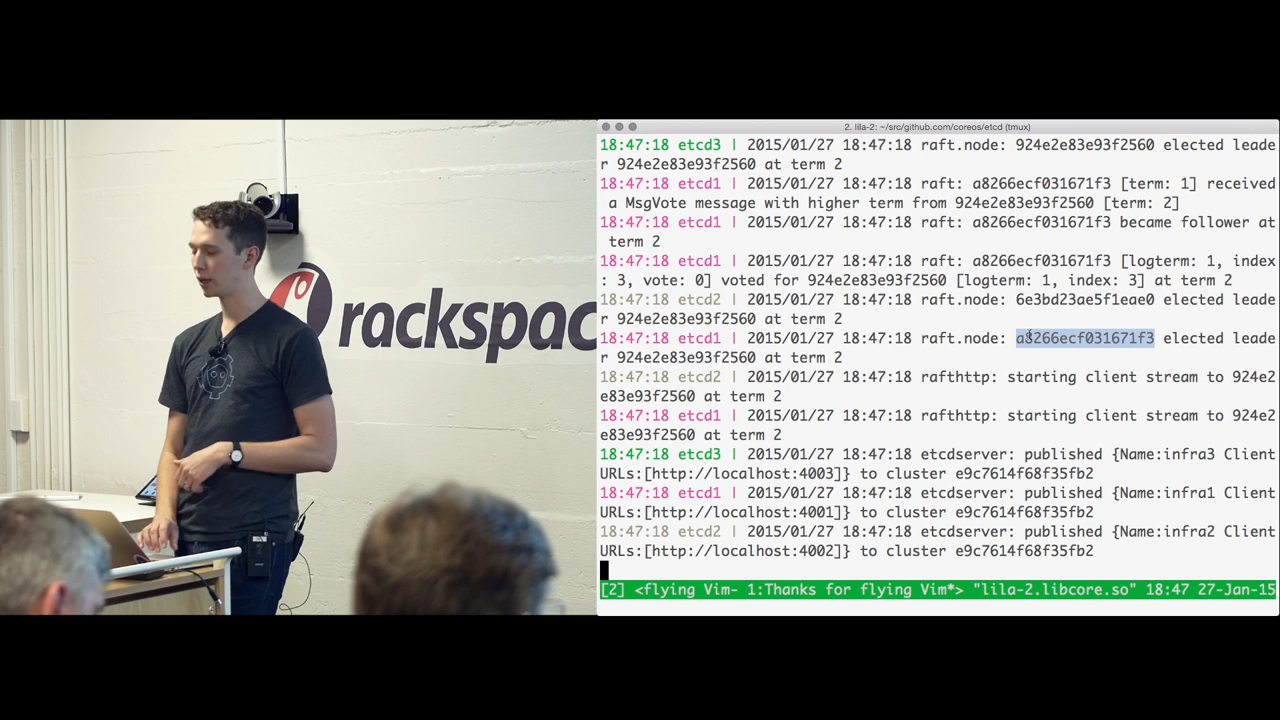 rackspac
2. lila-2: ~/src/github.com/coreos/etcd (tmux)
18:47:18 etcd3 | 2015/01/27 18:47:18 raft.node: 924e2e83e93f2560 elected leade
r 924e2e83e93f2560 at term 2
18:47:18 etcd1 | 2015/01/27 18:47:18 raft: a8266ecf031671f3 [term: 1] received
a MsgVote message with higher term from 924e2e83e93f2560 [term: 2]
18:47:18 etcd1 | 2015/01/27 18:47:18 raft: a8266ecf031671f3 became follower at
term 2
18:47:18 etcd1 | 2015/01/27 18:47:18 raft: a8266ecf031671f3 [logterm: 1, index
: 3, vote: 0] voted for 924e2e83e93f2560 [logterm: 1, index: 3] at term 2
18:47:18 etcd2 | 2015/01/27 18:47:18 raft.node: 6e3bd23ae5f1eae0 elected leade
r 924e2e83e93f2560 at term 2
18:47:18 etcd1 | 2015/01/27 18:47:18 raft.node: a8266ecf031671f3 elected leade
r 924e2e83e93f2560 at term 2
18:47:18 etcd2 | 2015/01/27 18:47:18 rafthttp: starting client stream to 924e2
e83e93f2560 at term 2
18:47:18 etcd1 | 2015/01/27 18:47:18 rafthttp: starting client stream to 924e2
e83e93f2560 at term 2
18:47:18 etcd3 | 2015/01/27 18:47:18 etcdserver: published {Name:infra3 Client
URLs:[http://localhost:4003]} to cluster e9c7614f68f35fb2
18:47:18 etcd1 | 2015/01/27 18:47:18 etcdserver: published {Name:infra1 Client
URLs:[http://localhost:4001]} to cluster e9c7614f68f35fb2
18:47:18 etcd2 | 2015/01/27 18:47:18 etcdserver: published {Name:infra2 Client
URLs:[http://localhost:4002]} to cluster e9c7614f68f35fb2
[2] <flying Vim- 1:Thanks for flying Vim*> "lila-2.libcore.so" 18:47 27-Jan-15